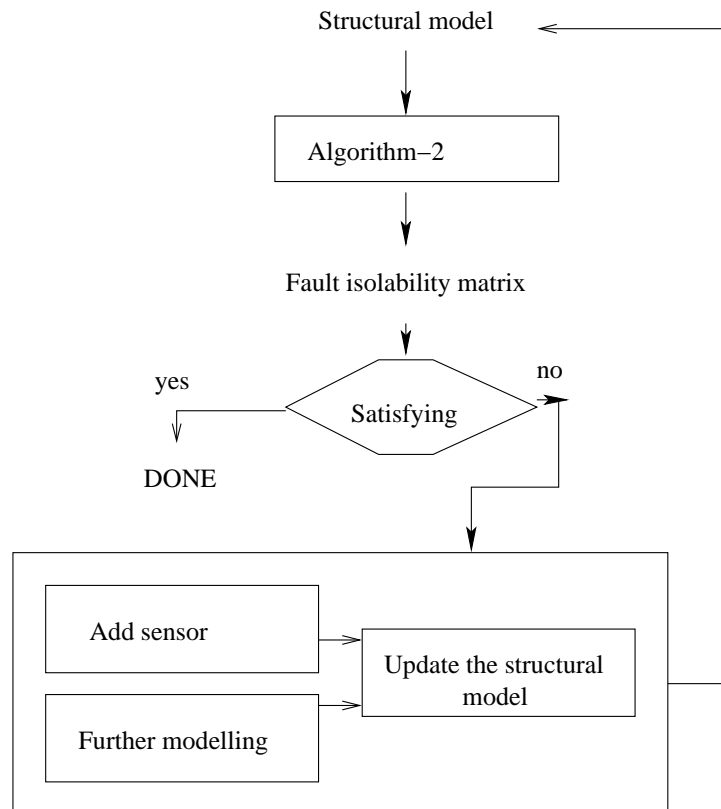 Structural model
Algorithm−2
Fault isolability matrix
yes
no
Satisfying
DONE
Add sensor
Update the structural
model
Further modelling